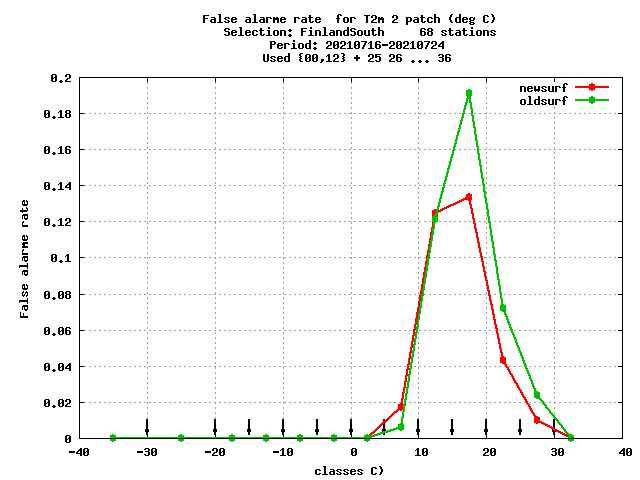 False alarme rate  for T2m 2 patch (deg C)
Selection: FinlandSouth     68 stations
Period: 20210716-20210724
Used {00,12} + 25 26 ... 36
newsurf
oldsurf
0.2
0.18
0.16
0.14
0.12
0.1
0.08
0.06
0.04
0.02
0
False alarme rate
-40 -30 -20 -10 0 10 20 30 40
classes C)